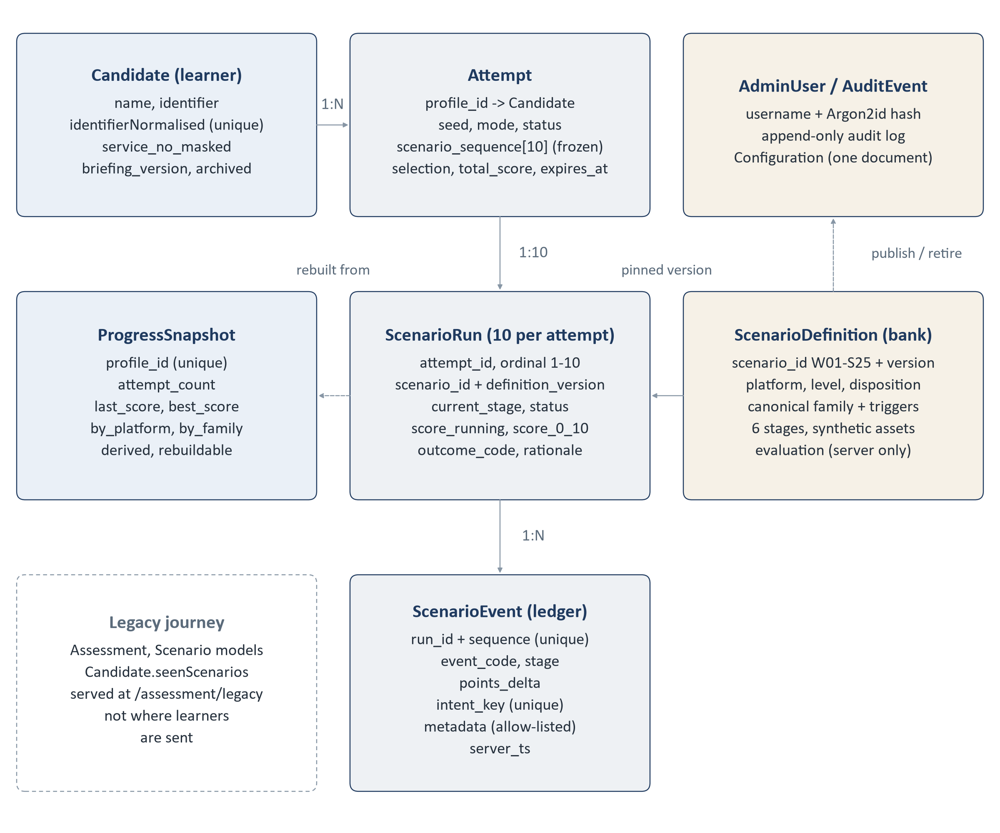 Candidate (learner)
name, identifier
identifierNormalised (unique)
service_no_masked
briefing_version, archived
1:N
Attempt
profile_id -> Candidate
seed, mode, status
scenario_sequence[10] (frozen)
selection, total_score, expires_at
AdminUser / AuditEvent
username + Argon2id hash
append-only audit log
Configuration (one document)
1:10
publish / retire
rebuilt from
pinned version
ProgressSnapshot
profile_id (unique)
attempt_count
last_score, best_score
by_platform, by_family
derived, rebuildable
ScenarioRun (10 per attempt)
attempt_id, ordinal 1-10
scenario_id + definition_version
current_stage, status
score_running, score_0_10
outcome_code, rationale
ScenarioDefinition (bank)
scenario_id W01-S25 + version
platform, level, disposition
canonical family + triggers
6 stages, synthetic assets
evaluation (server only)
1:N
Legacy journey
Assessment, Scenario models
Candidate.seenScenarios
served at /assessment/legacy
not where learners
are sent
ScenarioEvent (ledger)
run_id + sequence (unique)
event_code, stage
points_delta
intent_key (unique)
metadata (allow-listed)
server_ts